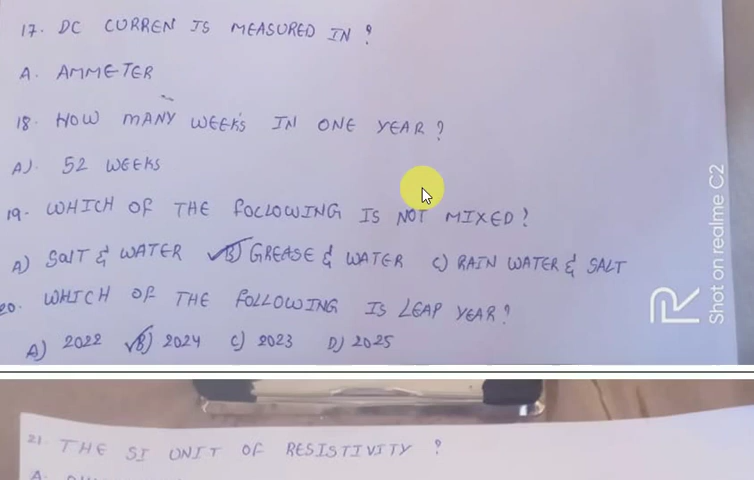 17. DC CURREN IS MEASURED IN ?
A. AMMETER
18. HOW MANY WEEKS IN ONE YEAR ?
A). 52 WEEKS
19. WHICH OF THE FOLLOWING IS NOT MIXED ?
A) SALT & WATER B) GREASE & WATER C) RAIN WATER & SALT
20. WHICH OF THE FOLLOWING IS LEAP YEAR ?
A) 2022 B) 2024 C) 2023 D) 2025
Shot on realme C2
21. THE SI UNIT OF RESISTIVITY ?
A.